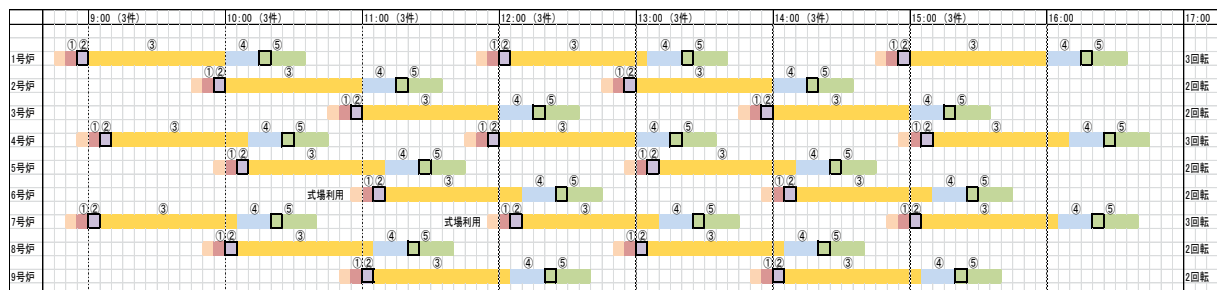 9:00 (3件) 10:00 (3件) 11:00 (3件) 12:00 (3件) 13:00 (3件) 14:00 (3件) 15:00 (3件) 16:00 17:00
1号炉 ①② ③ ④ ⑤ ①② ③ ④ ⑤ ①② ③ ④ ⑤ 3回転
2号炉 ①② ③ ④ ⑤ ①② ③ ④ ⑤ 2回転
3号炉 ①② ③ ④ ⑤ ①② ③ ④ ⑤ 2回転
4号炉 ①② ③ ④ ⑤ ①② ③ ④ ⑤ ①② ③ ④ ⑤ 3回転
5号炉 ①② ③ ④ ⑤ ①② ③ ④ ⑤ 2回転
6号炉 式場利用 ①② ③ ④ ⑤ ①② ③ ④ ⑤ 2回転
7号炉 ①② ③ ④ ⑤ 式場利用 ①② ③ ④ ⑤ ①② ③ ④ ⑤ 3回転
8号炉 ①② ③ ④ ⑤ ①② ③ ④ ⑤ 2回転
9号炉 ①② ③ ④ ⑤ ①② ③ ④ ⑤ 2回転